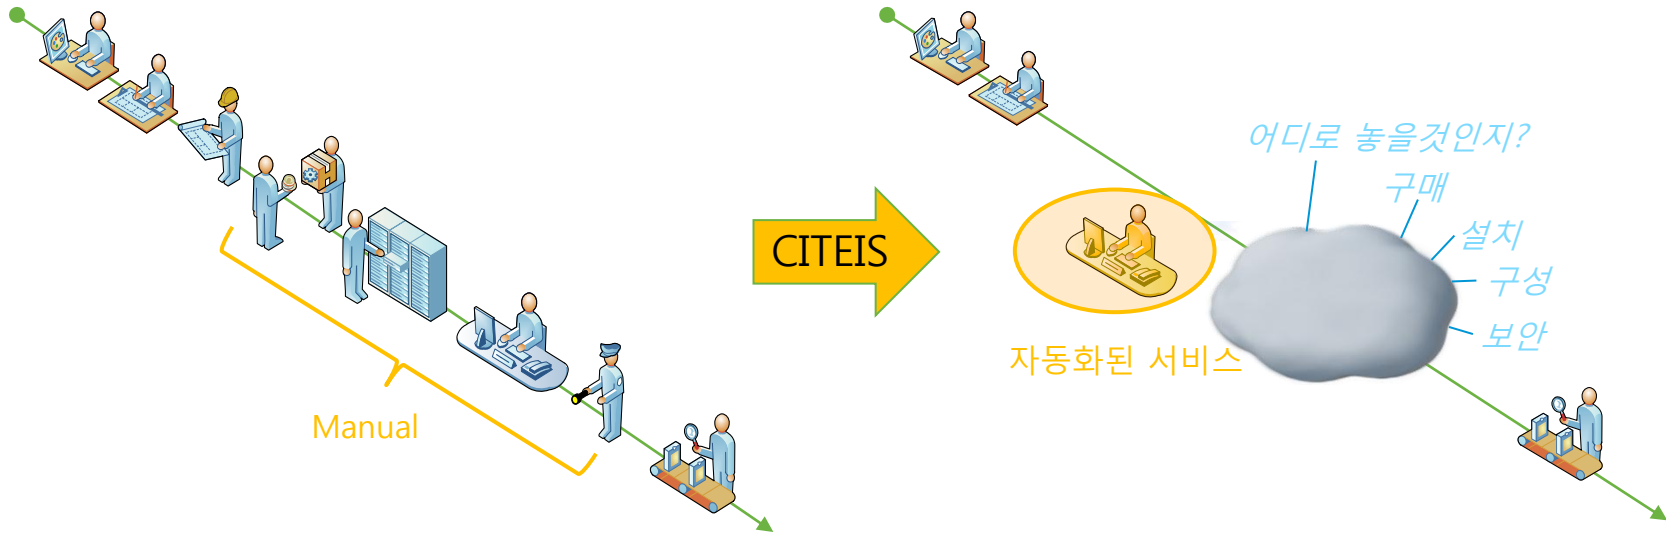 Manual
CITEIS
자동화된 서비스
어디로 놓을것인지?
구매
설치
구성
보안